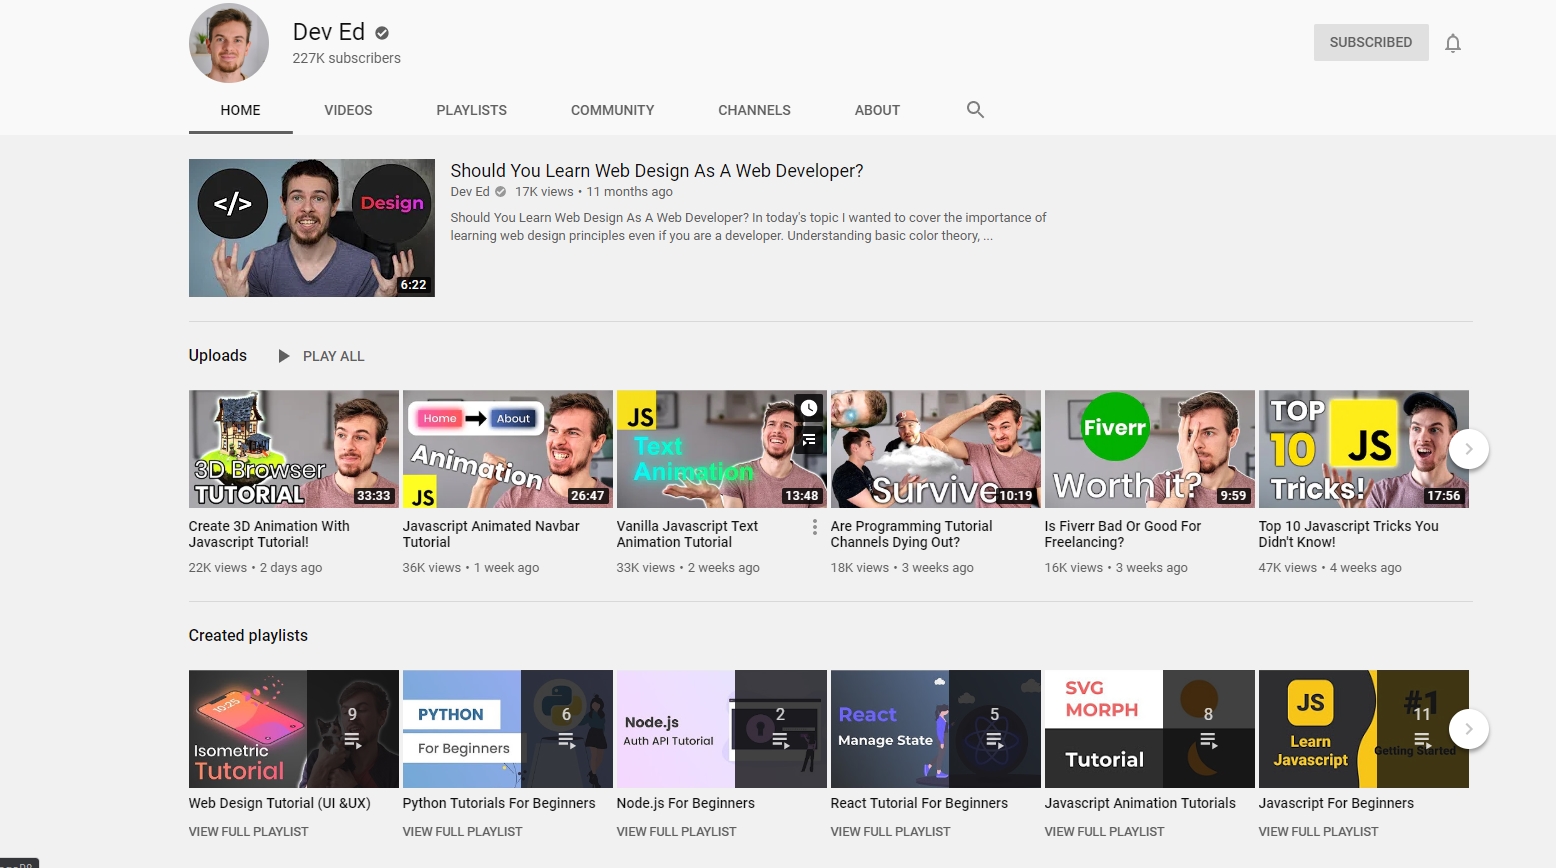 Dev Ed
227K subscribers
SUBSCRIBED
HOME VIDEOS PLAYLISTS COMMUNITY CHANNELS ABOUT
</> Design
6:22
Should You Learn Web Design As A Web Developer?
Dev Ed 17K views • 11 months ago
Should You Learn Web Design As A Web Developer? In today's topic I wanted to cover the importance of
learning web design principles even if you are a developer. Understanding basic color theory, ...
Uploads PLAY ALL
3D Browser
TUTORIAL
33:33
Create 3D Animation With
Javascript Tutorial!
22K views • 2 days ago
Home About
Animation
JS
26:47
Javascript Animated Navbar
Tutorial
36K views • 1 week ago
JS
Text
Animation
13:48
Vanilla Javascript Text
Animation Tutorial
33K views • 2 weeks ago
Survive
10:19
Are Programming Tutorial
Channels Dying Out?
18K views • 3 weeks ago
Fiverr
Worth it?
9:59
Is Fiverr Bad Or Good For
Freelancing?
16K views • 3 weeks ago
TOP
10 JS
Tricks!
17:56
Top 10 Javascript Tricks You
Didn't Know!
47K views • 4 weeks ago
Created playlists
10:25
Isometric
Tutorial
9
Web Design Tutorial (UI &UX)
VIEW FULL PLAYLIST
PYTHON
For Beginners
6
Python Tutorials For Beginners
VIEW FULL PLAYLIST
Node.js
Auth API Tutorial
2
Node.js For Beginners
VIEW FULL PLAYLIST
React
Manage State
5
React Tutorial For Beginners
VIEW FULL PLAYLIST
SVG
MORPH
Tutorial
8
Javascript Animation Tutorials
VIEW FULL PLAYLIST
JS
Learn
Javascript
#1
11
Getting Started
Javascript For Beginners
VIEW FULL PLAYLIST